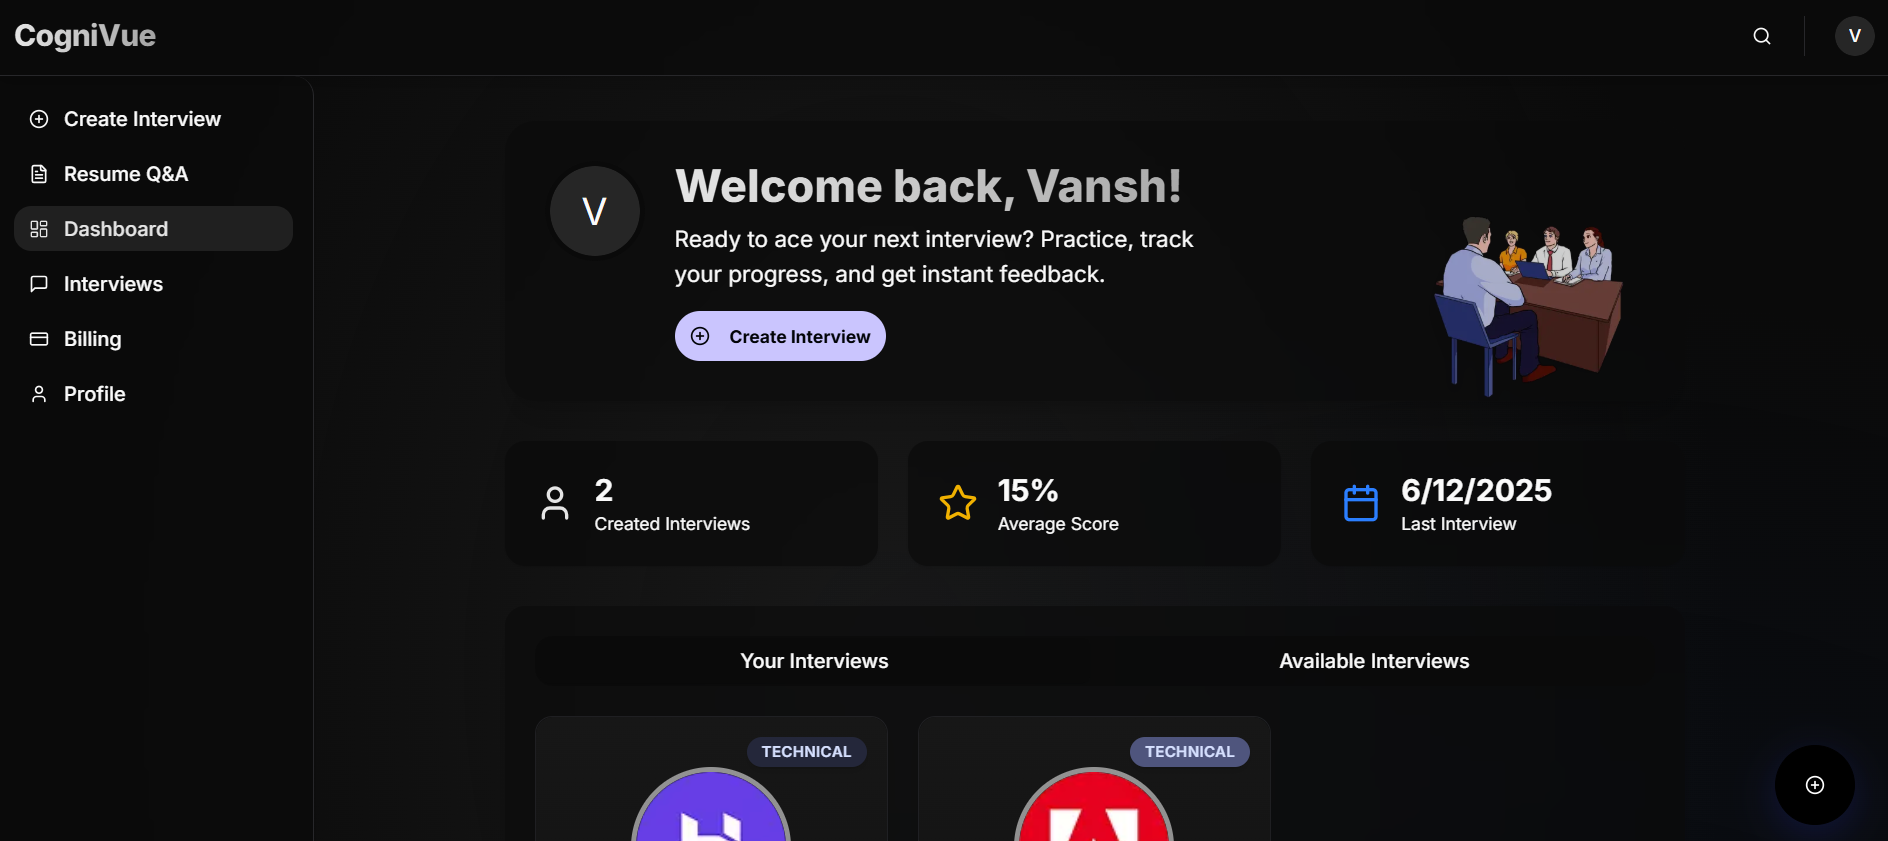 CogniVue
V
Create Interview
Resume Q&A
Dashboard
Interviews
Billing
Profile
V
Welcome back, Vansh!
Ready to ace your next interview? Practice, track
your progress, and get instant feedback.
Create Interview
2
Created Interviews
15%
Average Score
6/12/2025
Last Interview
Your Interviews
Available Interviews
TECHNICAL
TECHNICAL